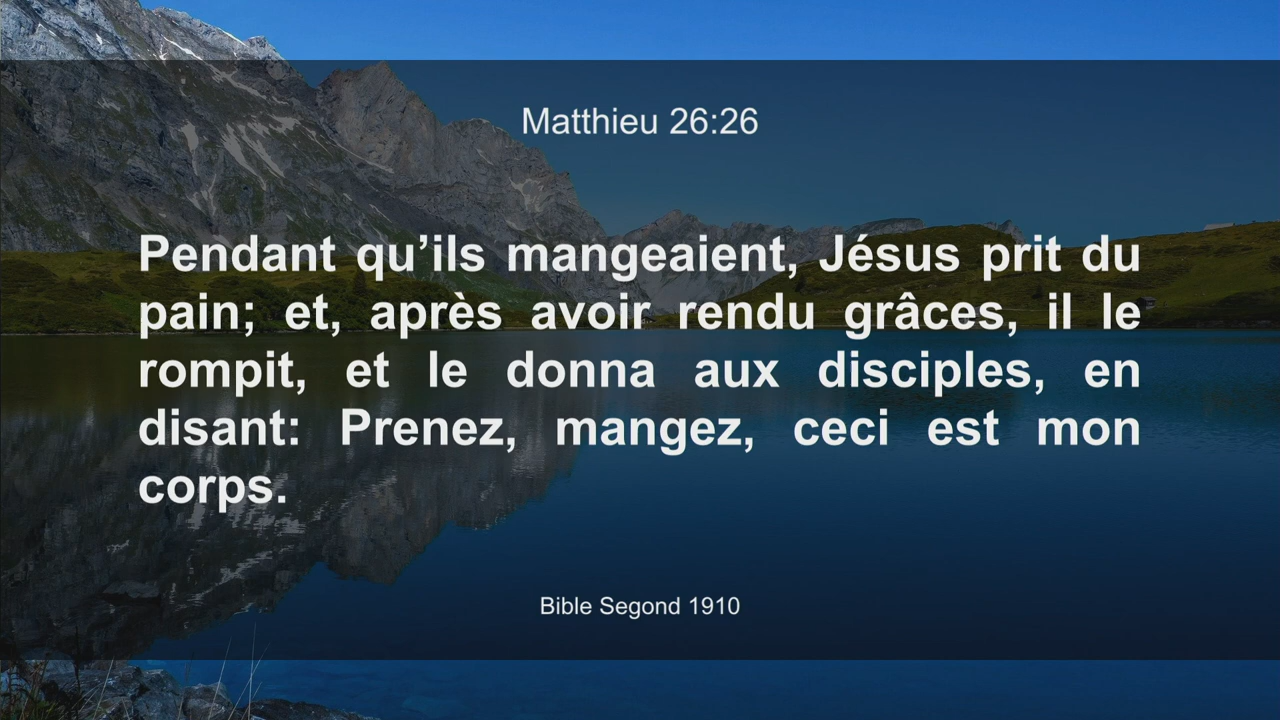 Matthieu 26:26
Pendant qu’ils mangeaient, Jésus prit du
pain; et, après avoir rendu grâces, il le
rompit, et le donna aux disciples, en
disant: Prenez, mangez, ceci est mon
corps.
Bible Segond 1910